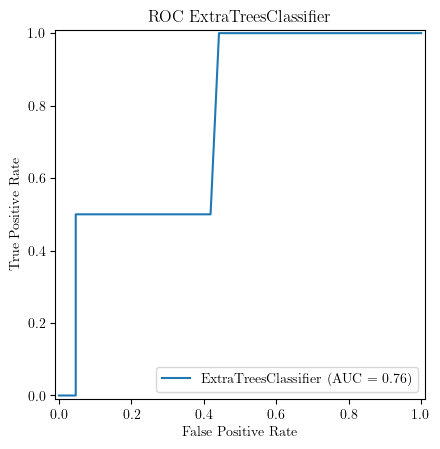 ROC ExtraTreesClassifier
1.0
0.8
0.6
0.4
0.2
0.0
True Positive Rate
ExtraTreesClassifier (AUC = 0.76)
0.0 0.2 0.4 0.6 0.8 1.0
False Positive Rate